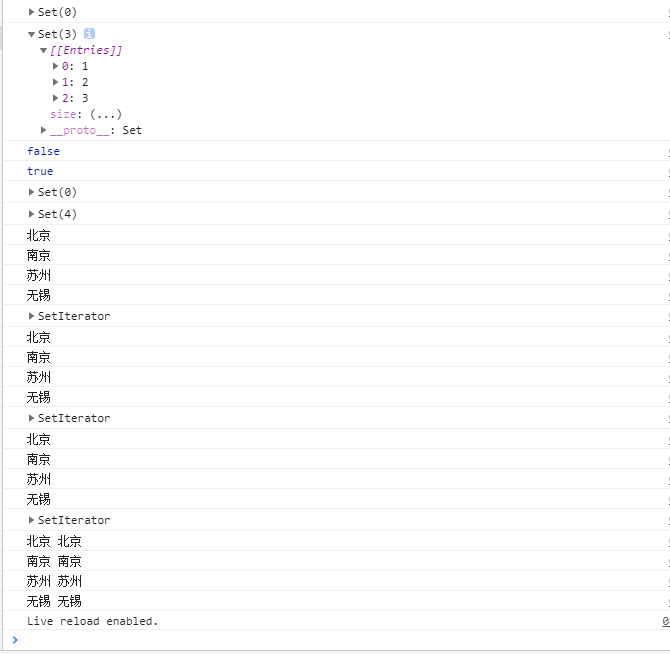 Set(0)
Set(3) i
[[Entries]]
0: 1
1: 2
2: 3
size: (...)
__proto__: Set
false
true
Set(0)
Set(4)
北京
南京
苏州
无锡
SetIterator
北京
南京
苏州
无锡
SetIterator
北京
南京
苏州
无锡
SetIterator
北京 北京
南京 南京
苏州 苏州
无锡 无锡
Live reload enabled.